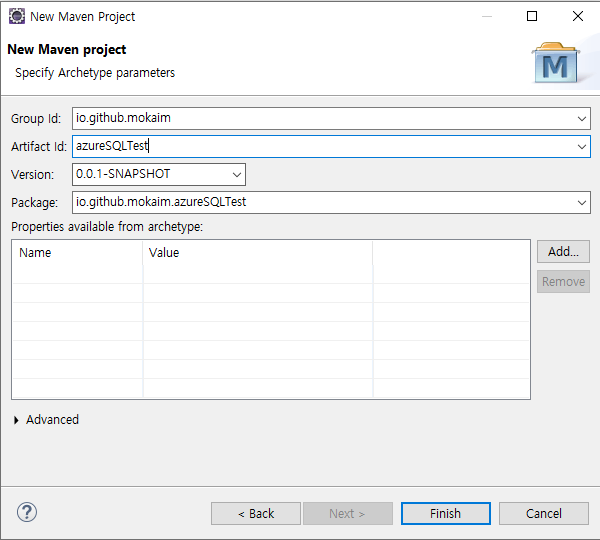 New Maven Project
New Maven project
Specify Archetype parameters
M
Group Id: io.github.mokaim
Artifact Id: azureSQLTest
Version: 0.0.1-SNAPSHOT
Package: io.github.mokaim.azureSQLTest
Properties available from archetype:
Name Value
Add...
Remove
Advanced
? < Back Next > Finish Cancel